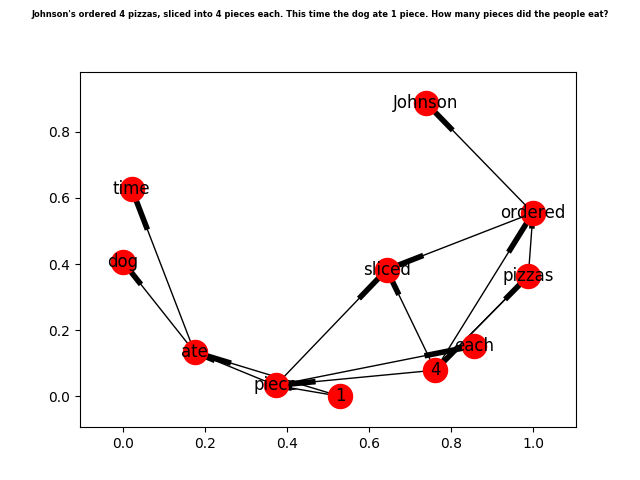 Johnson's ordered 4 pizzas, sliced into 4 pieces each. This time the dog ate 1 piece. How many pieces did the people eat?
Johnson
0.8
time
0.6
ordered
dog
0.4
sliced
pizzas
0.2
ate
each
piece
4
0.0
1
0.0 0.2 0.4 0.6 0.8 1.0